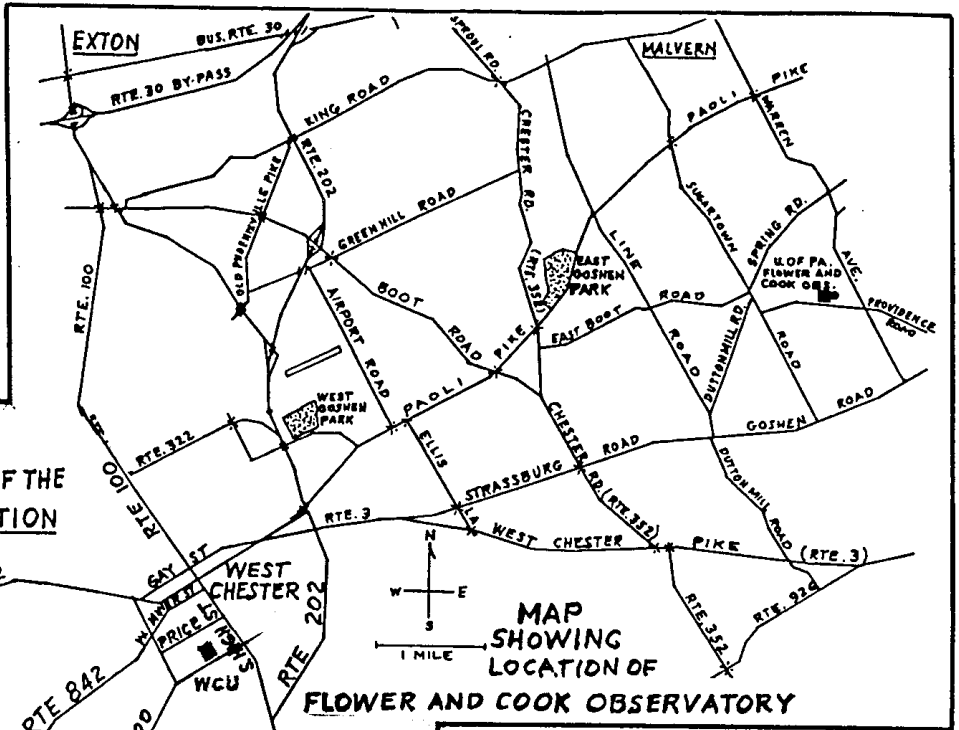 EXTON
BUS. RTE. 30
RTE. 30 BY-PASS
SPROUL RD.
MALVERN
PAOLI PIKE
WARREN AVE.
KING ROAD
RTE. 202
OLD PHOENIXVILLE PIKE
GREENHILL ROAD
CHESTER RD. (RTE. 352)
EAST GOSHEN PARK
LINE ROAD
SUGARTOWN ROAD
SPRING RD.
U. OF PA. FLOWER AND COOK OBS.
PROVIDENCE ROAD
RTE. 100
BOOT ROAD
AIRPORT ROAD
EAST BOOT ROAD
DUTTON MILL RD.
PAOLI PIKE
WEST GOSHEN PARK
RTE. 322
ELLIS LA.
STRASSBURG ROAD
GOSHEN ROAD
CHESTER RD. (RTE. 352)
DUTTON MILL ROAD
F THE
TION
RTE.
RTE 100
RTE. 3
WEST CHESTER PIKE (RTE. 3)
GAY ST
WEST CHESTER
W. MINER ST
PRICE ST
HIGH ST
S
WCU
RTE 202
RTE 842
00
2
N
W E
S
1 MILE
RTE. 352
RTE. 926
MAP
SHOWING
LOCATION OF
FLOWER AND COOK OBSERVATORY